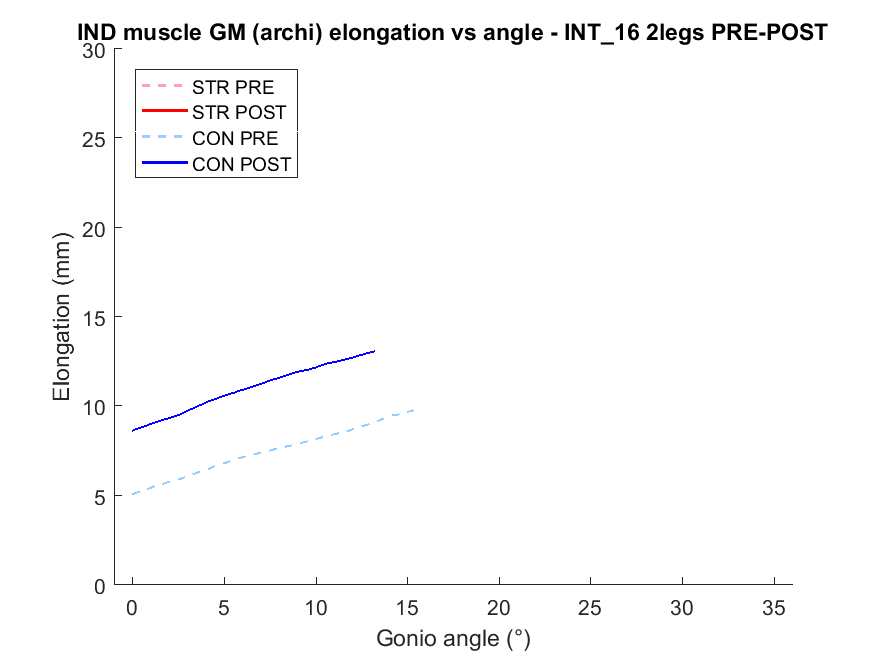 IND muscle GM (archi) elongation vs angle - INT_16 2legs PRE-POST
30
25
20
15
10
5
0
Elongation (mm)
STR PRE
STR POST
CON PRE
CON POST
0 5 10 15 20 25 30 35
Gonio angle (°)